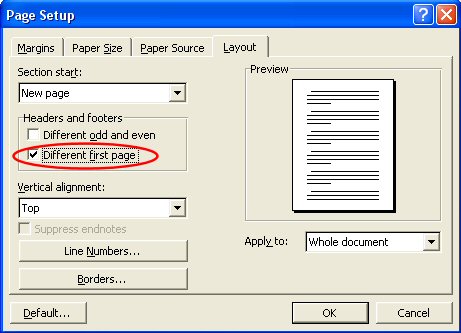 Page Setup
Margins
Paper Size
Paper Source
Layout
Section start:
New page
Headers and footers
Different odd and even
Different first page
Vertical alignment:
Top
Suppress endnotes
Line Numbers...
Borders...
Preview
Apply to:
Whole document
Default...
OK
Cancel